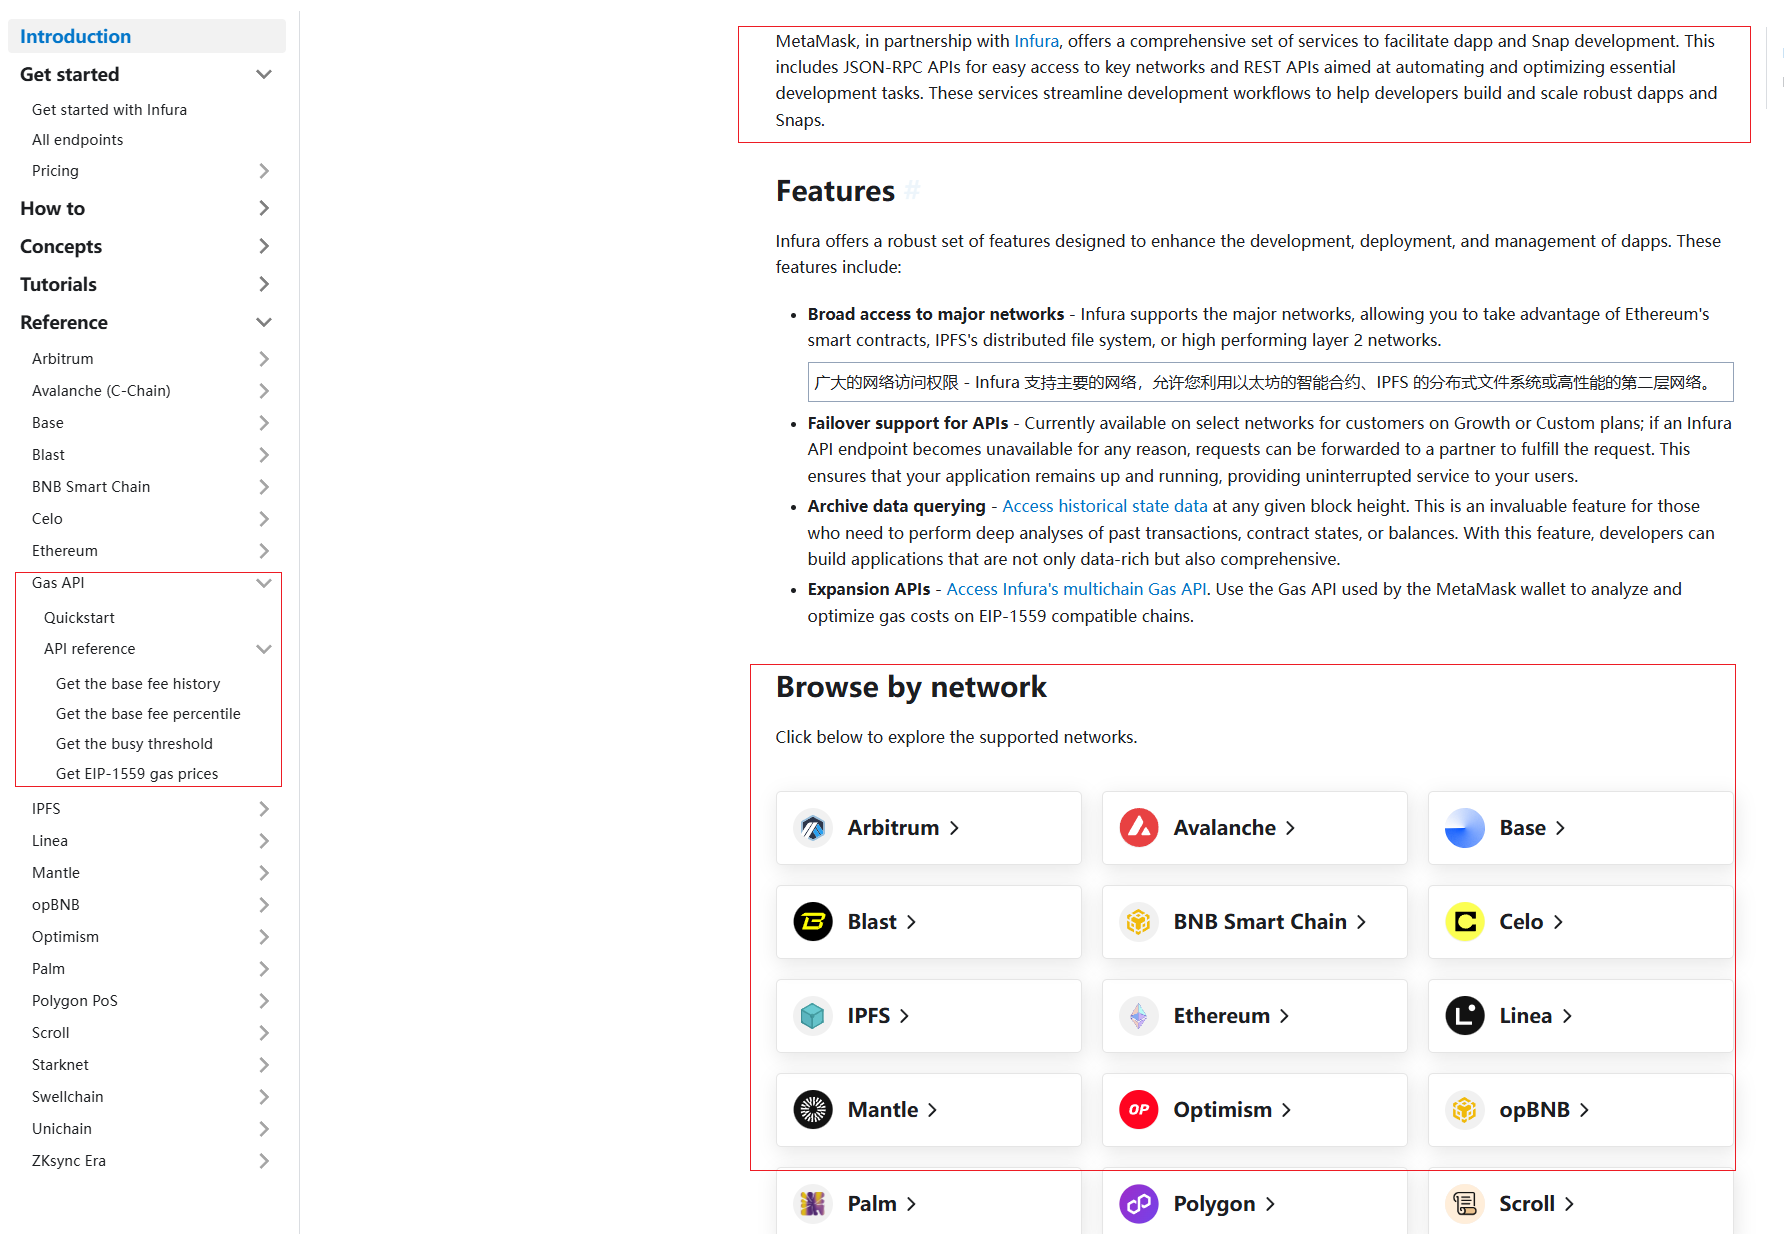 Introduction
Get started
Get started with Infura
All endpoints
Pricing
How to
Concepts
Tutorials
Reference
Arbitrum
Avalanche (C-Chain)
Base
Blast
BNB Smart Chain
Celo
Ethereum
Gas API
Quickstart
API reference
Get the base fee history
Get the base fee percentile
Get the busy threshold
Get EIP-1559 gas prices
IPFS
Linea
Mantle
opBNB
Optimism
Palm
Polygon PoS
Scroll
Starknet
Swellchain
Unichain
ZKsync Era
MetaMask, in partnership with Infura, offers a comprehensive set of services to facilitate dapp and Snap development. This
includes JSON-RPC APIs for easy access to key networks and REST APIs aimed at automating and optimizing essential
development tasks. These services streamline development workflows to help developers build and scale robust dapps and
Snaps.
Features #
Infura offers a robust set of features designed to enhance the development, deployment, and management of dapps. These
features include:
• Broad access to major networks - Infura supports the major networks, allowing you to take advantage of Ethereum's
smart contracts, IPFS's distributed file system, or high performing layer 2 networks.
广大的网络访问权限 - Infura 支持主要的网络，允许您利用以太坊的智能合约、IPFS 的分布式文件系统或高性能的第二层网络。
• Failover support for APIs - Currently available on select networks for customers on Growth or Custom plans; if an Infura
API endpoint becomes unavailable for any reason, requests can be forwarded to a partner to fulfill the request. This
ensures that your application remains up and running, providing uninterrupted service to your users.
• Archive data querying - Access historical state data at any given block height. This is an invaluable feature for those
who need to perform deep analyses of past transactions, contract states, or balances. With this feature, developers can
build applications that are not only data-rich but also comprehensive.
• Expansion APIs - Access Infura's multichain Gas API. Use the Gas API used by the MetaMask wallet to analyze and
optimize gas costs on EIP-1559 compatible chains.
Browse by network
Click below to explore the supported networks.
Arbitrum
Avalanche
Base
Blast
BNB Smart Chain
Celo
IPFS
Ethereum
Linea
Mantle
OP Optimism
opBNB
Palm
Polygon
Scroll